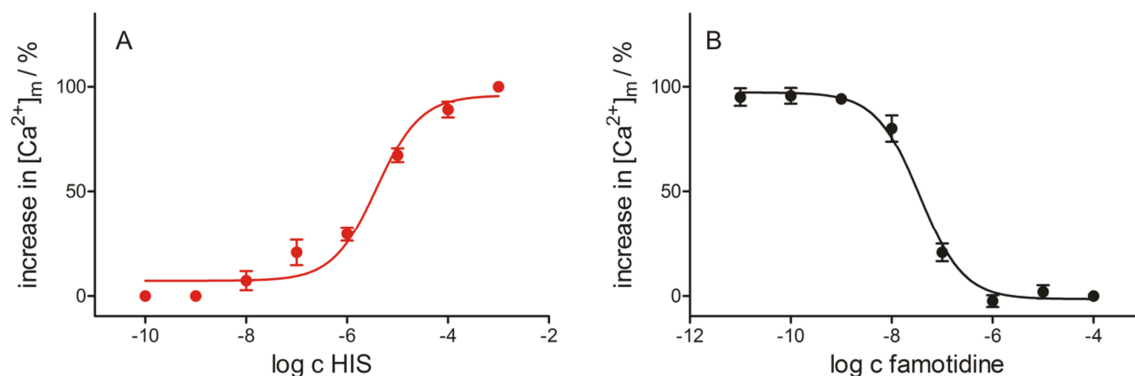 A
increase in [Ca²⁺]ₘ / %
100
50
0
-10 -8 -6 -4 -2
log c HIS
B
increase in [Ca²⁺]ₘ / %
100
50
0
-12 -10 -8 -6 -4
log c famotidine